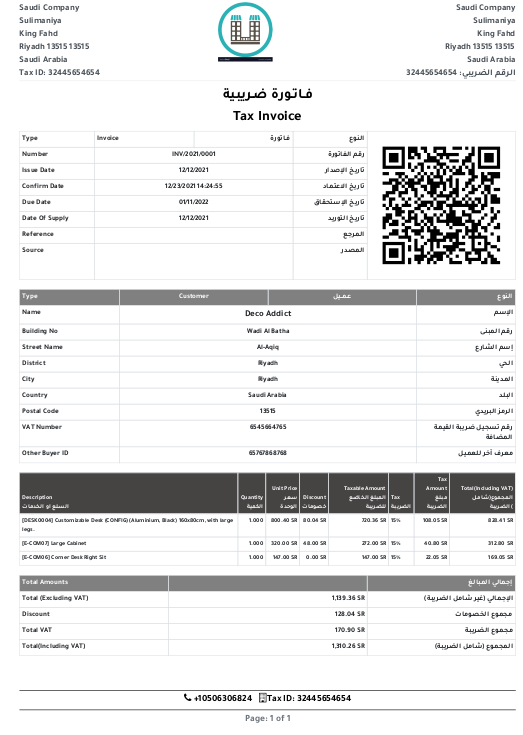 Saudi Company
Sulimaniya
King Fahd
Riyadh 13515 13515
Saudi Arabia
Tax ID: 32445654654
Saudi Company
Sulimaniya
King Fahd
Riyadh 13515 13515
Saudi Arabia
الرقم الضريبي: 32445654654
فاتورة ضريبية
Tax Invoice
Type Invoice فاتورة النوع
Number INV/2021/0001 رقم الفاتورة
Issue Date 12/12/2021 تاريخ الإصدار
Confirm Date 12/23/2021 14:24:55 تاريخ الاعتماد
Due Date 01/11/2022 تاريخ الإستحقاق
Date Of Supply 12/12/2021 تاريخ التوريد
Reference المرجع
Source المصدر
Type Customer عميل النوع
Name Deco Addict الإسم
Building No Wadi Al Batha رقم المبنى
Street Name Al-Aqiq إسم الشارع
District Riyadh الحي
City Riyadh المدينة
Country Saudi Arabia البلد
Postal Code 13515 الرمز البريدي
VAT Number 6545664765 رقم تسجيل ضريبة القيمة
المضافة
Other Buyer ID 65767868768 معرف آخر للعميل
Description السلع او الخدمات
Quantity الكمية
Unit Price سعر الوحدة
Discount خصومات
Taxable Amount المبلغ الخاضع للضريبة
Tax الضريبة
Tax Amount مبلغ الضريبة
Total(Including VAT) المجموع(شامل الضريبة)
[DESK0004] Customizable Desk (CONFIG) (Aluminium, Black) 160x80cm, with large 1.000 800.40 SR 80.04 SR 720.36 SR 15% 108.05 SR 828.41 SR
legs.
[E-COM07] Large Cabinet 1.000 320.00 SR 48.00 SR 272.00 SR 15% 40.80 SR 312.80 SR
[E-COM06] Corner Desk Right Sit 1.000 147.00 SR 0.00 SR 147.00 SR 15% 22.05 SR 169.05 SR
Total Amounts إجمالي المبالغ
Total (Excluding VAT) 1,139.36 SR الإجمالي (غير شامل الضريبة)
Discount 128.04 SR مجموع الخصومات
Total VAT 170.90 SR مجموع الضريبة
Total(Including VAT) 1,310.26 SR المجموع (شامل الضريبة)
+10506306824 Tax ID: 32445654654
Page: 1 of 1